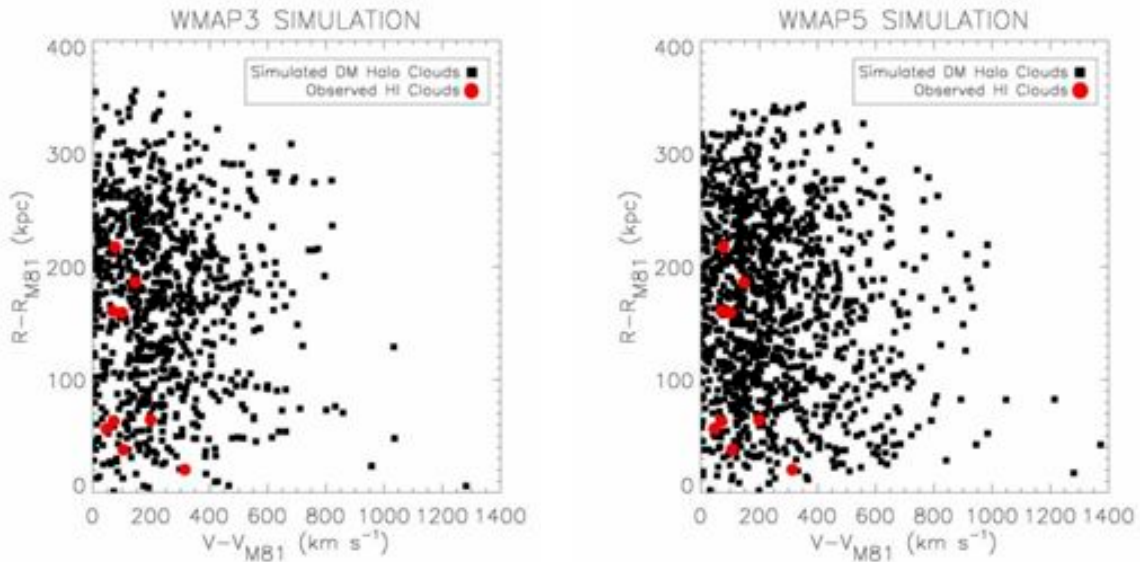 WMAP3 SIMULATION
400
300
200
100
0
R-R_M81 (kpc)
Simulated DM Halo Clouds
Observed HI Clouds
0 200 400 600 800 1000 1200 1400
V-V_M81 (km s⁻¹)
WMAP5 SIMULATION
400
300
200
100
0
R-R_M81 (kpc)
Simulated DM Halo Clouds
Observed HI Clouds
0 200 400 600 800 1000 1200 1400
V-V_M81 (km s⁻¹)